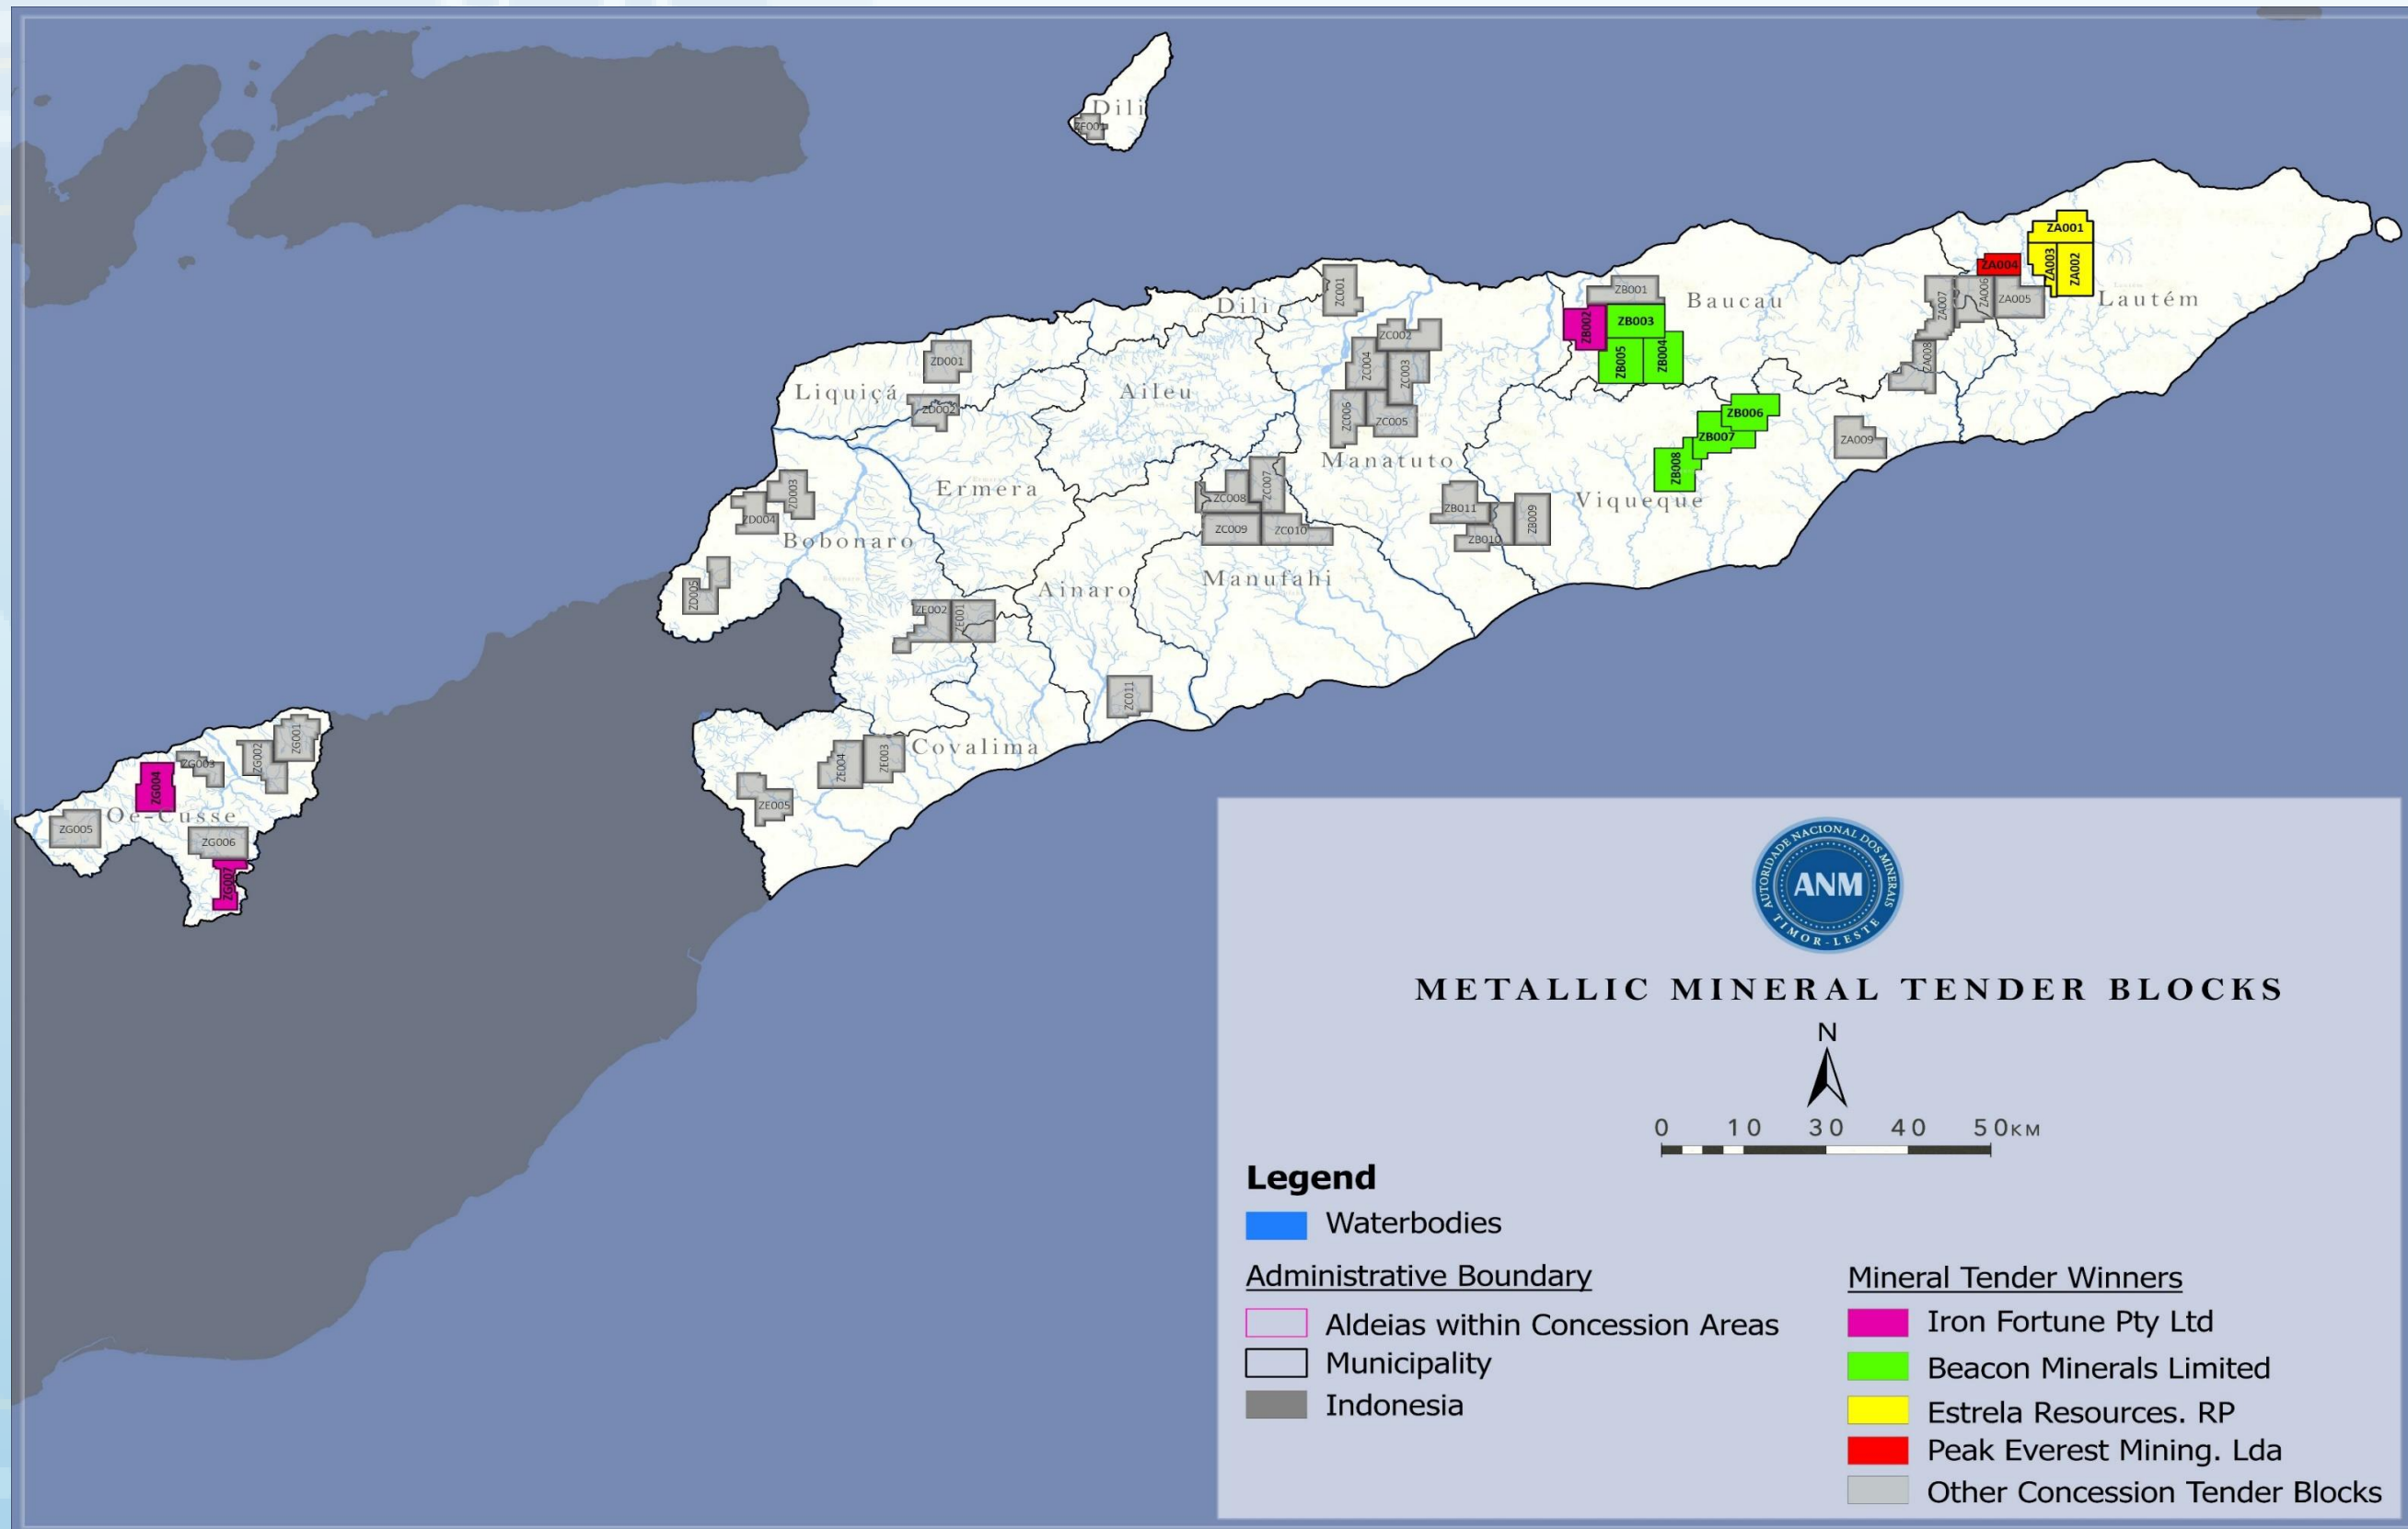 Dili
ZF001
ZA001
ZA003
ZA002
ZA004
ZA006
ZA005
ZA007
Lautém
ZC001
Dili
ZB001
Baucau
ZB002
ZB003
ZB005
ZB004
ZC002
ZC004
ZC003
ZD001
ZA008
Liquiçá
Aileu
ZD002
ZC006
ZC005
ZB006
ZB007
ZA009
Manatuto
ZB008
ZD003
Ermera
ZC007
ZC008
Viqueque
ZB011
ZB009
ZD004
ZC009
ZC010
ZB010
Bobonaro
ZD005
Ainaro
Manufahi
ZE002
ZE001
ZC011
ZG001
ZG002
ZG003
ZG004
Covalima
ZE004
ZE003
ZE005
Oé-Cusse
ZG005
ZG006
ZG007
AUTORIDADE NACIONAL DOS MINERAIS
ANM
TIMOR-LESTE
METALLIC MINERAL TENDER BLOCKS
N
0 10 30 40 50KM
Legend
Waterbodies
Administrative Boundary
Aldeias within Concession Areas
Municipality
Indonesia
Mineral Tender Winners
Iron Fortune Pty Ltd
Beacon Minerals Limited
Estrela Resources. RP
Peak Everest Mining. Lda
Other Concession Tender Blocks